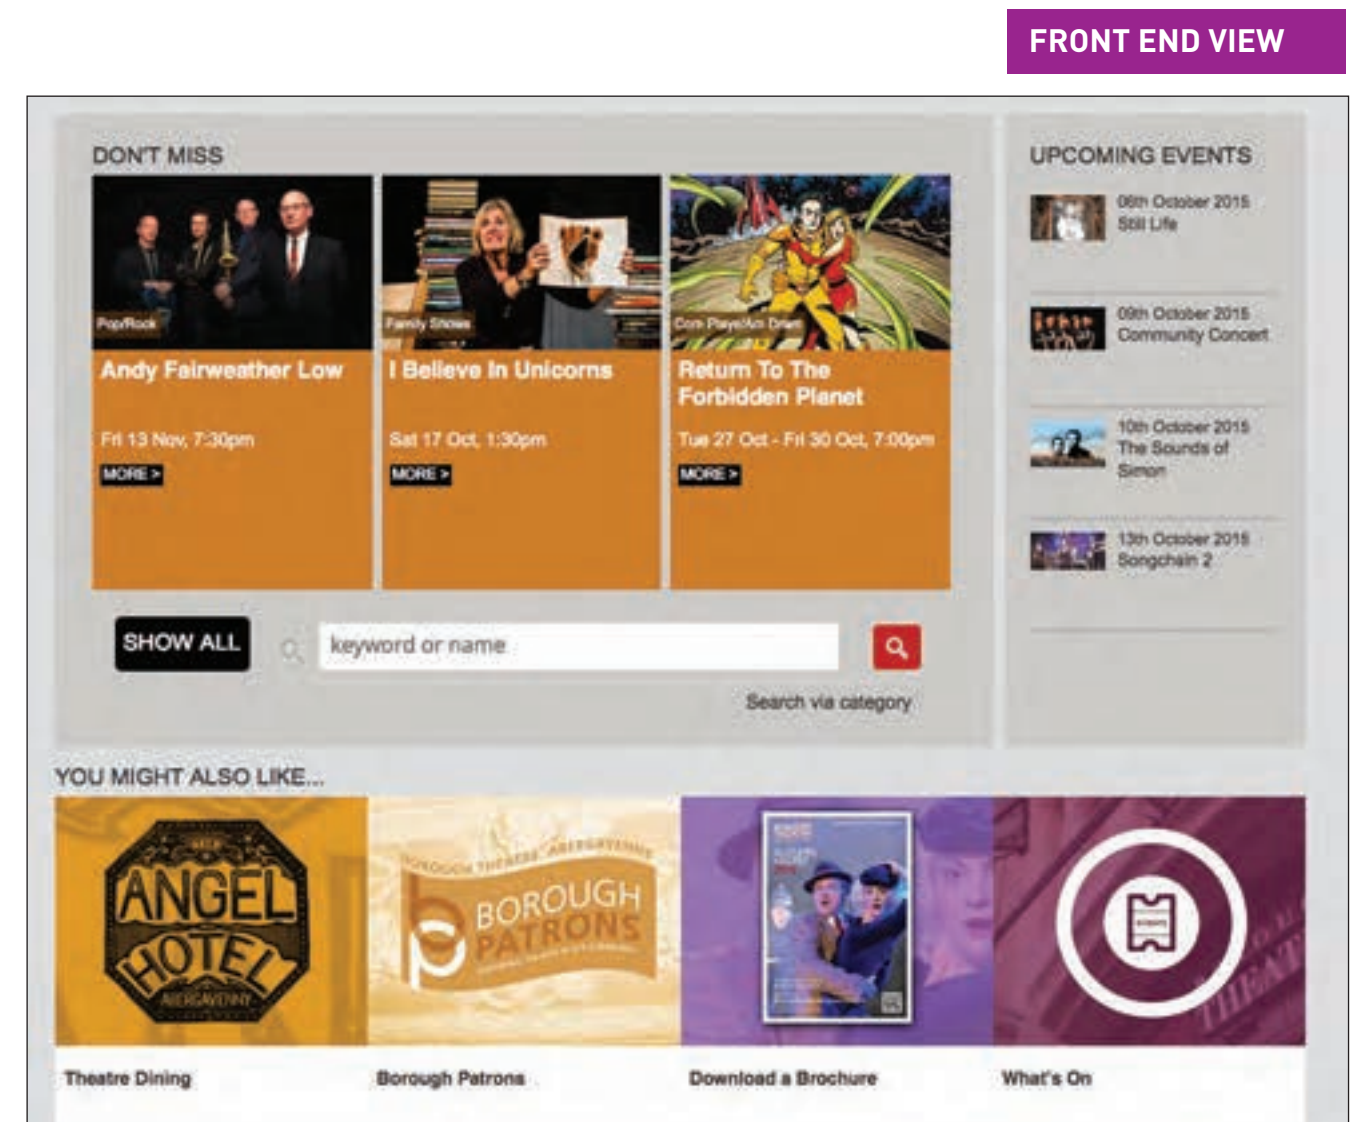 FRONT END VIEW
DON'T MISS
Pop/Rock
Andy Fairweather Low
Fri 13 Nov, 7:30pm
MORE >
Family Shows
I Believe In Unicorns
Sat 17 Oct, 1:30pm
MORE >
Return To The
Forbidden Planet
Tue 27 Oct - Fri 30 Oct, 7:00pm
MORE >
SHOW ALL
keyword or name
Search via category
UPCOMING EVENTS
Still Life
09th October 2015
Community Concert
10th October 2015
The Sounds of
Simon
13th October 2015
Songchain 2
YOU MIGHT ALSO LIKE...
ANGEL
HOTEL
ABERGAVENNY
BOROUGH THEATRE ABERGAVENNY
BOROUGH
PATRONS
Theatre Dining
Borough Patrons
Download a Brochure
What's On